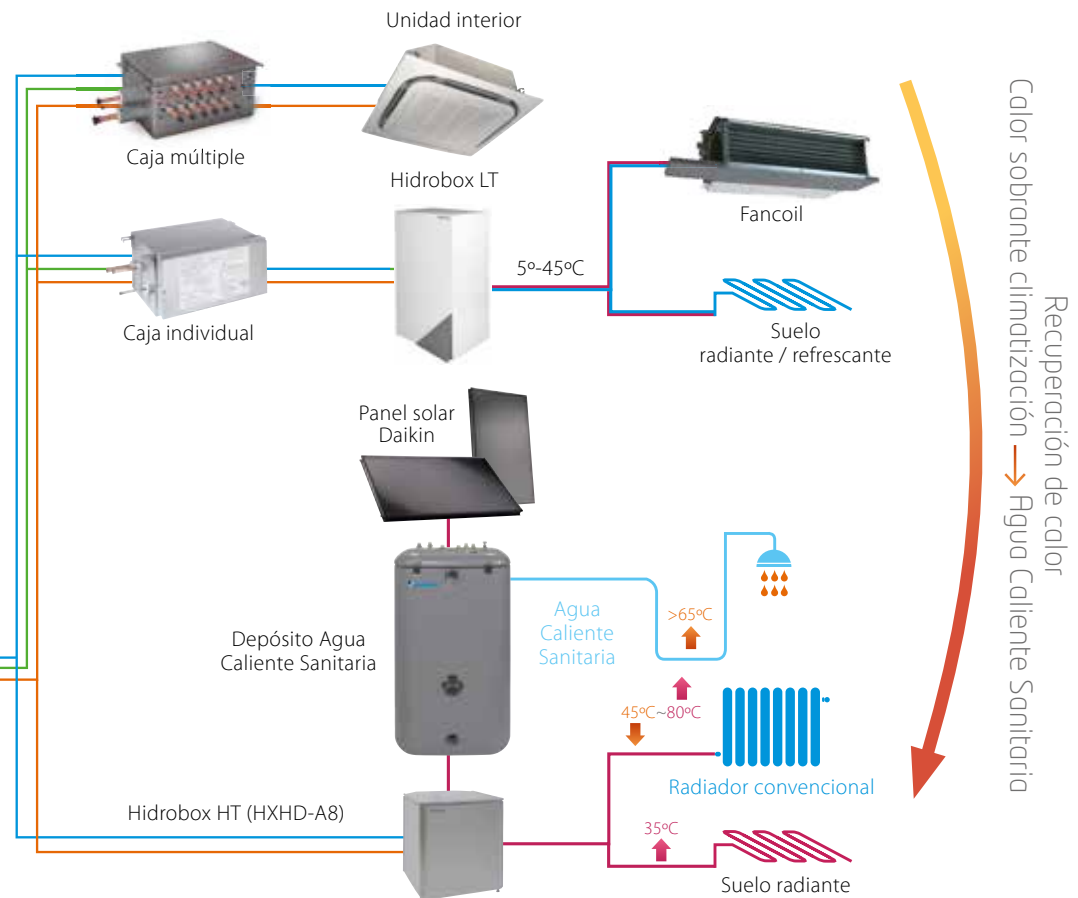 Unidad interior
Caja múltiple
Hidrobox LT
Fancoil
5º-45ºC
Caja individual
Suelo
radiante / refrescante
Panel solar
Daikin
Depósito Agua
Caliente Sanitaria
Agua
Caliente
Sanitaria
>65ºC
45ºC~80ºC
Radiador convencional
Hidrobox HT (HXHD-A8)
35ºC
Suelo radiante
Recuperación de calor
Calor sobrante climatización → Agua Caliente Sanitaria